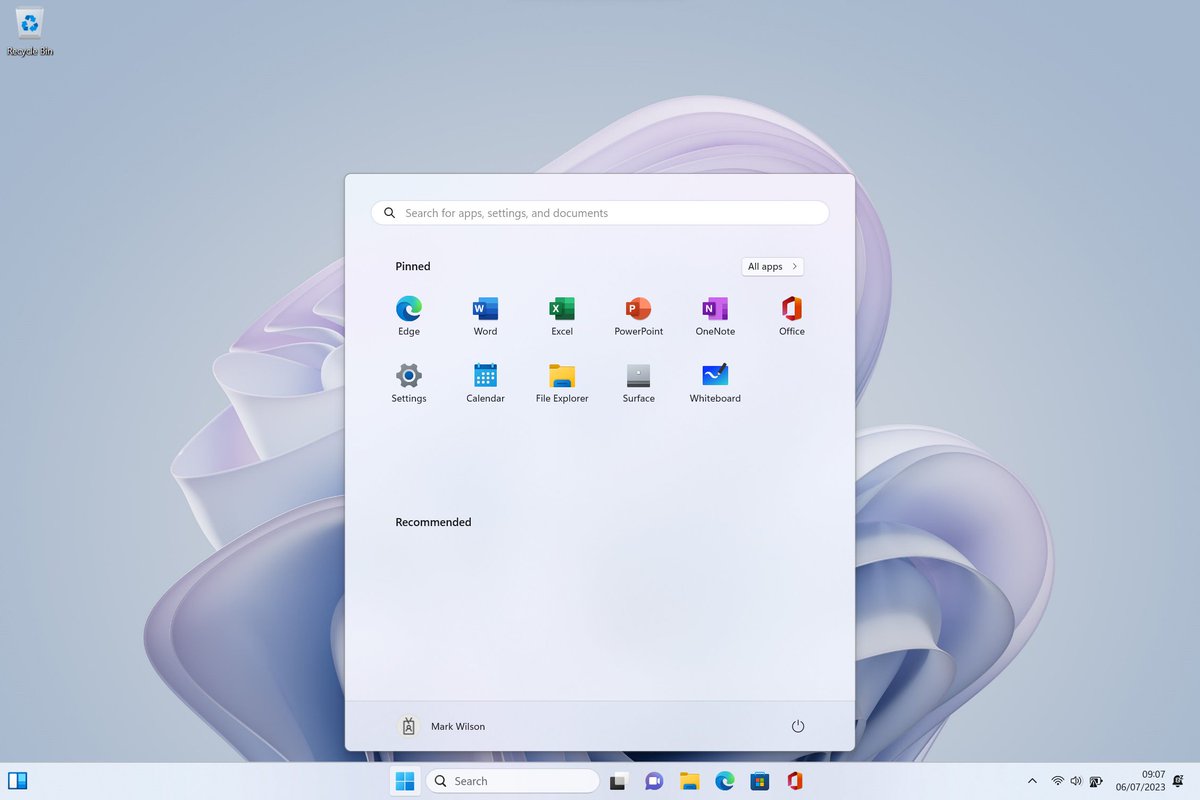 Recycle Bin
Search for apps, settings, and documents
Pinned
All apps
Edge
Word
Excel
PowerPoint
OneNote
Office
Settings
Calendar
File Explorer
Surface
Whiteboard
Recommended
Mark Wilson
Search
09:07
06/07/2023